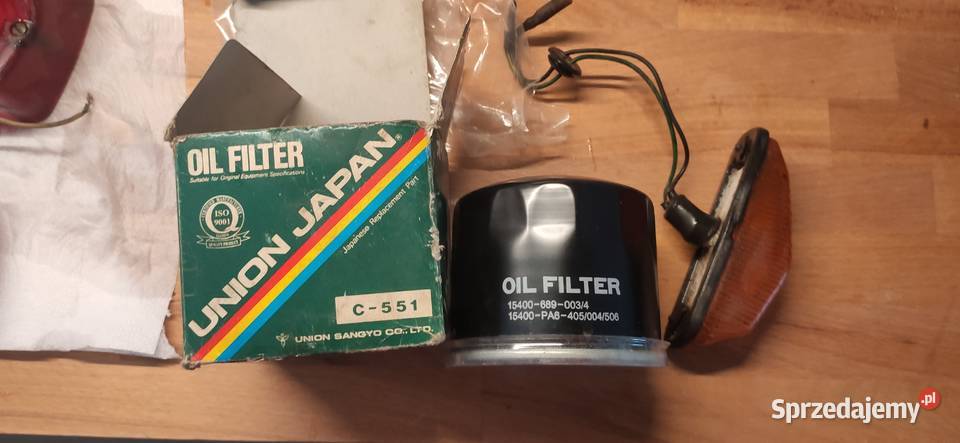 OIL FILTER
Suitable for Original Equipment Specifications
ISO
9001
UNION JAPAN®
Japanese Replacement Part
C-551
UNION SANGYO CO., LTD.
OIL FILTER
15400-689-003/4
15400-PA6-405/004/506
Sprzedajemy.pl